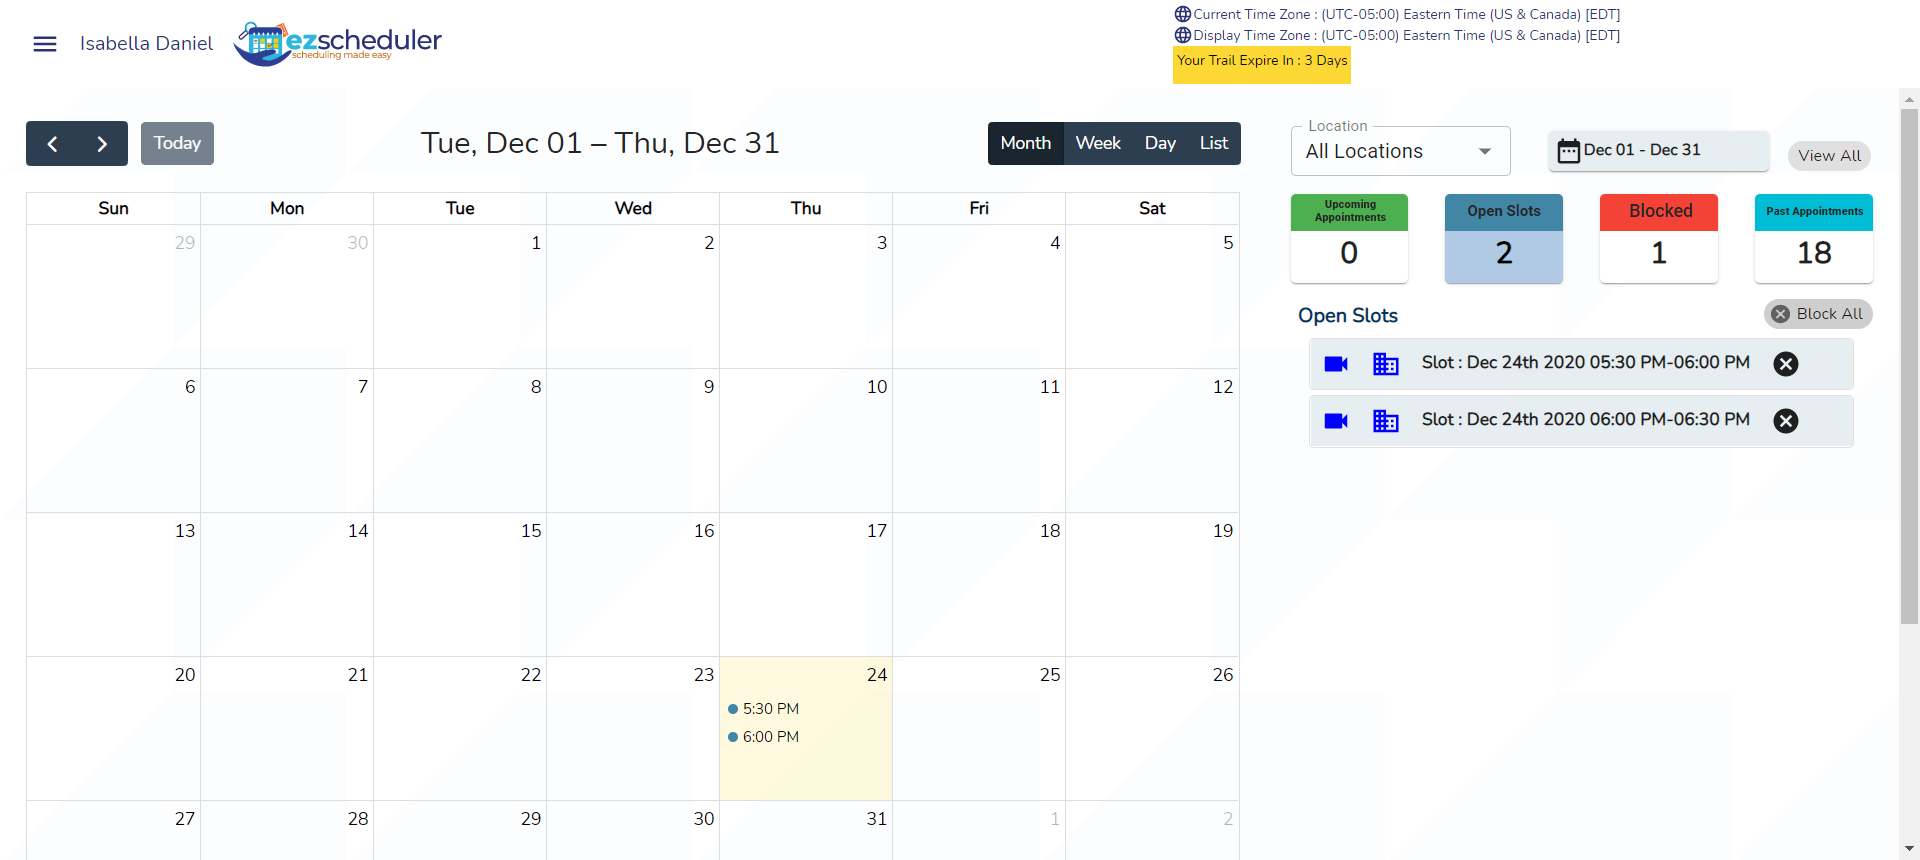 Isabella Daniel
ezscheduler
scheduling made easy
Current Time Zone : (UTC-05:00) Eastern Time (US & Canada) [EDT]
Display Time Zone : (UTC-05:00) Eastern Time (US & Canada) [EDT]
Your Trail Expire In : 3 Days
Today
Tue, Dec 01 – Thu, Dec 31
Month Week Day List
Sun Mon Tue Wed Thu Fri Sat
29 30 1 2 3 4 5
6 7 8 9 10 11 12
13 14 15 16 17 18 19
20 21 22 23 24 25 26
5:30 PM
6:00 PM
27 28 29 30 31 1 2
Location
All Locations
Dec 01 - Dec 31
View All
Upcoming
Appointments
0
Open Slots
2
Blocked
1
Past Appointments
18
Open Slots
Block All
Slot : Dec 24th 2020 05:30 PM-06:00 PM
Slot : Dec 24th 2020 06:00 PM-06:30 PM